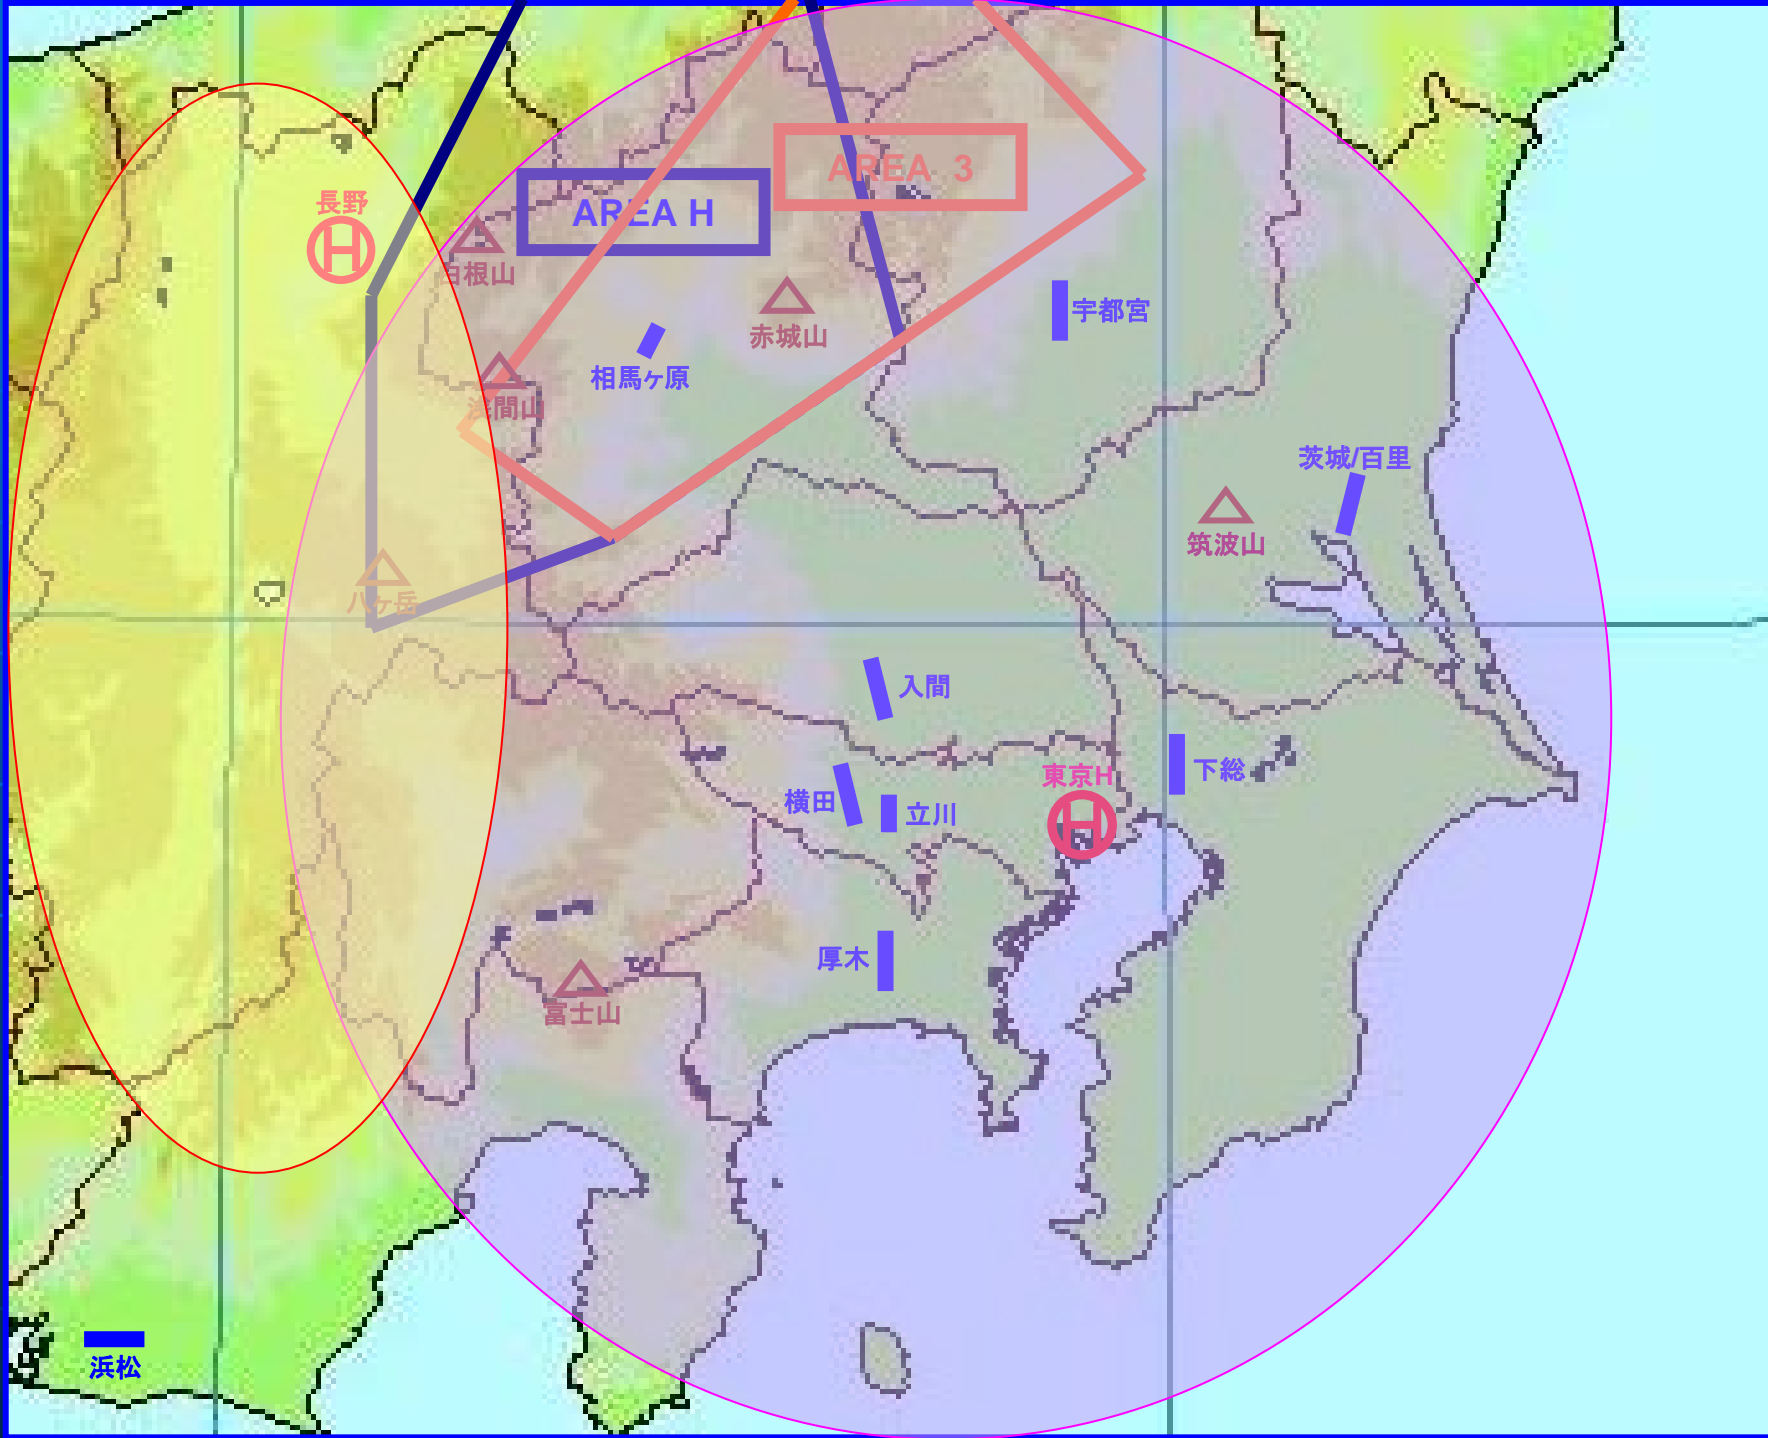 AREA 3
長野
H
AREA H
白根山
宇都宮
赤城山
相馬ヶ原
浅間山
茨城/百里
筑波山
八ヶ岳
入間
下総
東京H
H
横田
立川
厚木
富士山
浜松